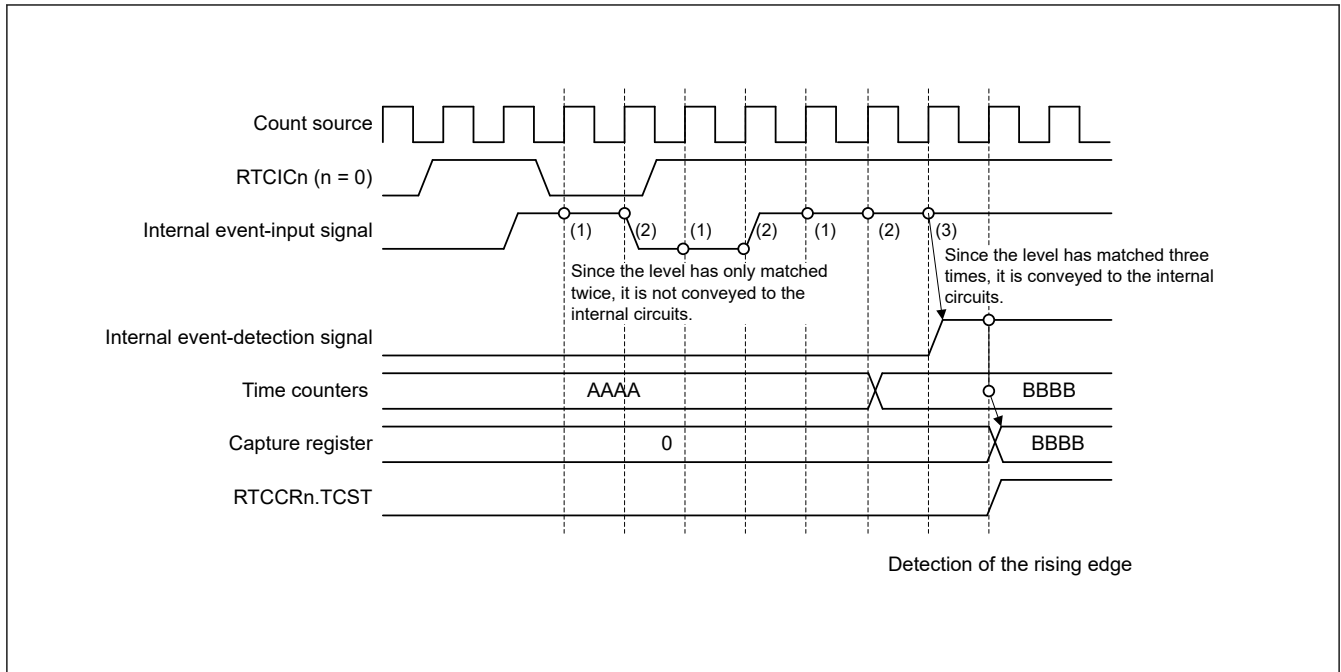 Count source
RTCICn (n = 0)
Internal event-input signal
(1)
(2)
(1)
(2)
(1)
(2)
(3)
Since the level has only matched
twice, it is not conveyed to the
internal circuits.
Since the level has matched three
times, it is conveyed to the internal
circuits.
Internal event-detection signal
Time counters
AAAA
BBBB
Capture register
0
BBBB
RTCCRn.TCST
Detection of the rising edge